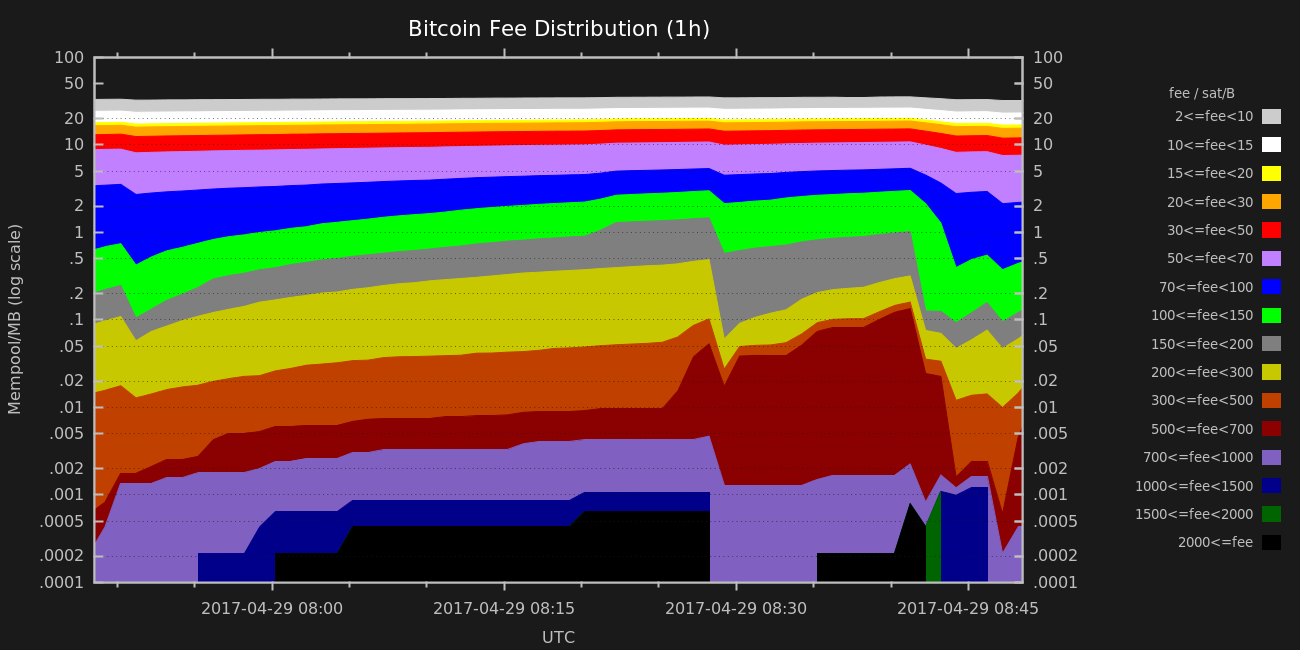 Bitcoin Fee Distribution (1h)
100
50
20
10
5
2
1
.5
.2
.1
.05
.02
.01
.005
.002
.001
.0005
.0002
.0001
Mempool/MB (log scale)
100
50
20
10
5
2
1
.5
.2
.1
.05
.02
.01
.005
.002
.001
.0005
.0002
.0001
2017-04-29 08:00
2017-04-29 08:15
2017-04-29 08:30
2017-04-29 08:45
UTC
fee / sat/B
2<=fee<10
10<=fee<15
15<=fee<20
20<=fee<30
30<=fee<50
50<=fee<70
70<=fee<100
100<=fee<150
150<=fee<200
200<=fee<300
300<=fee<500
500<=fee<700
700<=fee<1000
1000<=fee<1500
1500<=fee<2000
2000<=fee